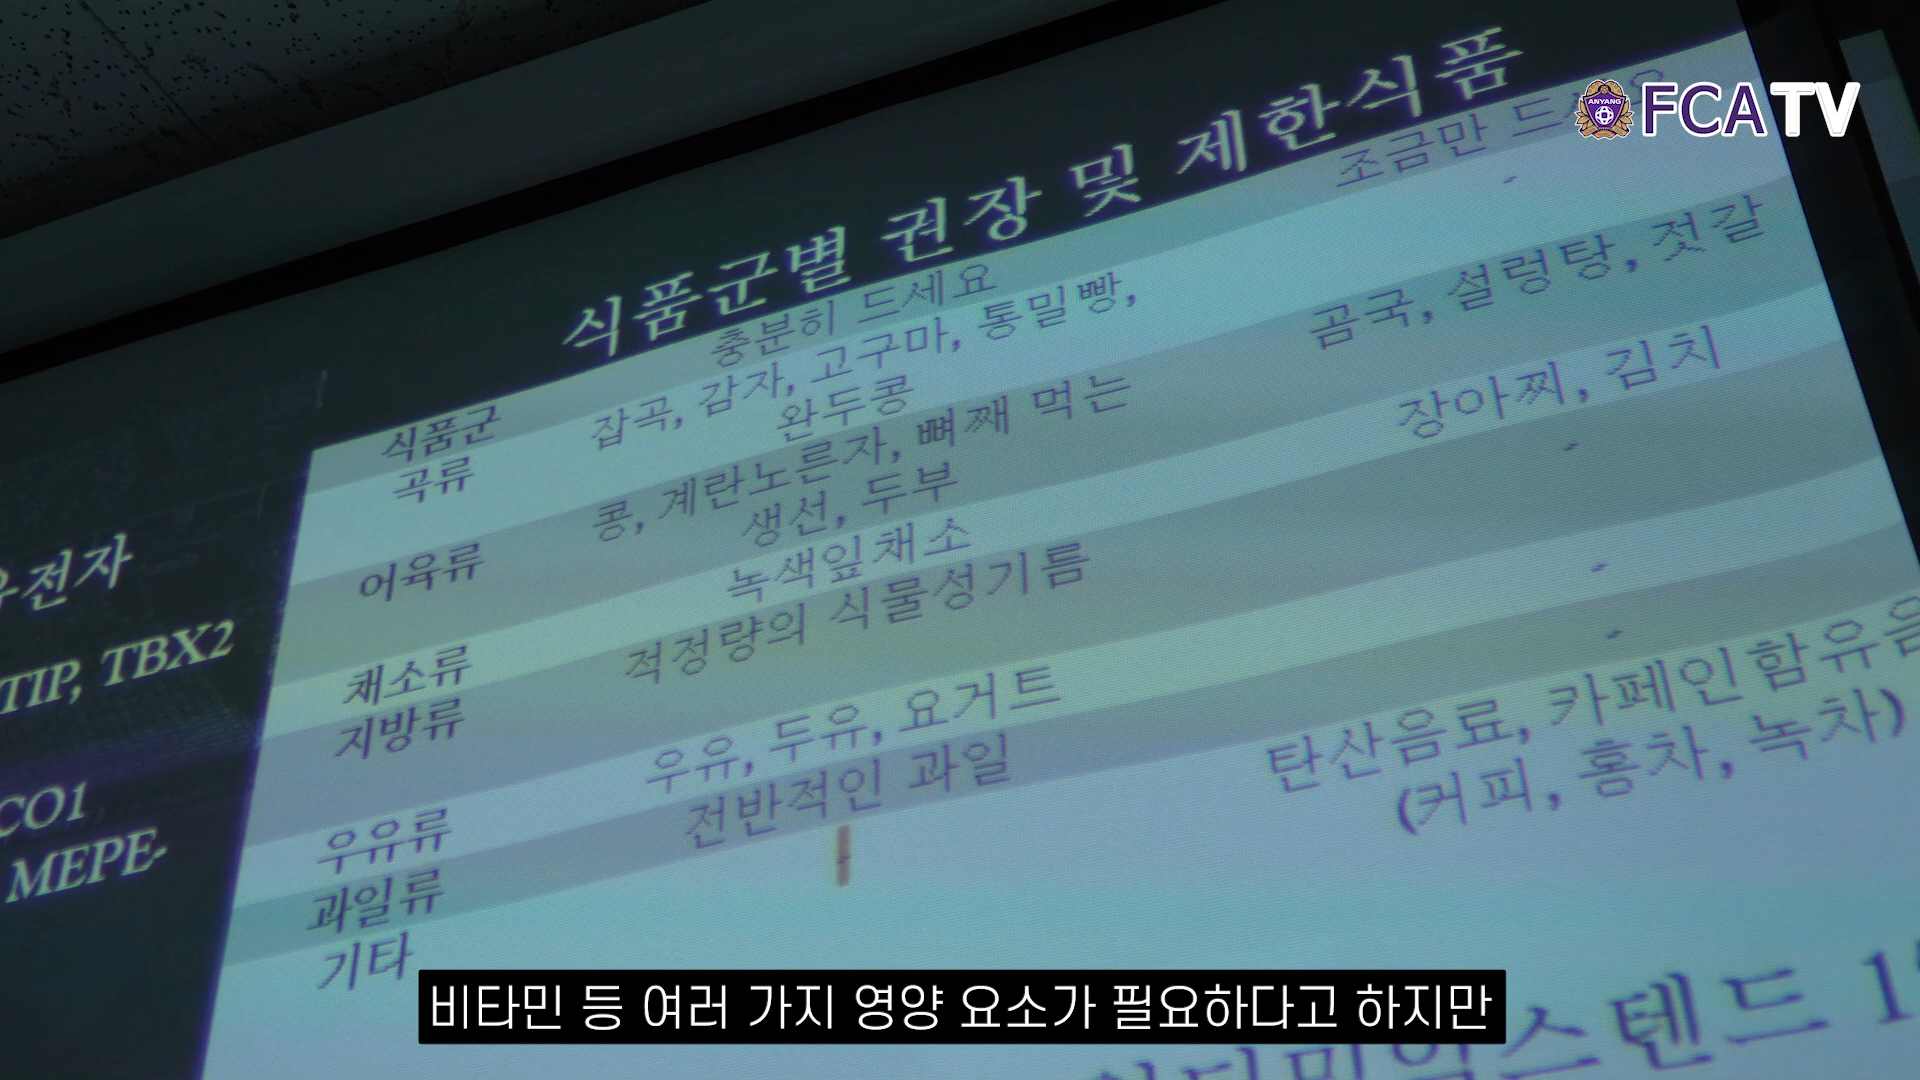 ANYANG FCA TV
식품군별 권장 및 제한식품
식품군 충분히 드세요 조금만
곡류 잡곡, 감자, 고구마, 통밀빵, -
완두콩
어육류 콩, 계란노른자, 뼈째 먹는 곰국, 설렁탕, 젓갈
생선, 두부
채소류 녹색잎채소 장아찌, 김치
지방류 적정량의 식물성기름 -
우유류 우유, 두유, 요거트 -
과일류 전반적인 과일 -
기타 - 탄산음료, 카페인함유음
(커피, 홍차, 녹차)
유전자
TIP, TBX2
CO1
MEPE-
비타민 등 여러 가지 영양 요소가 필요하다고 하지만